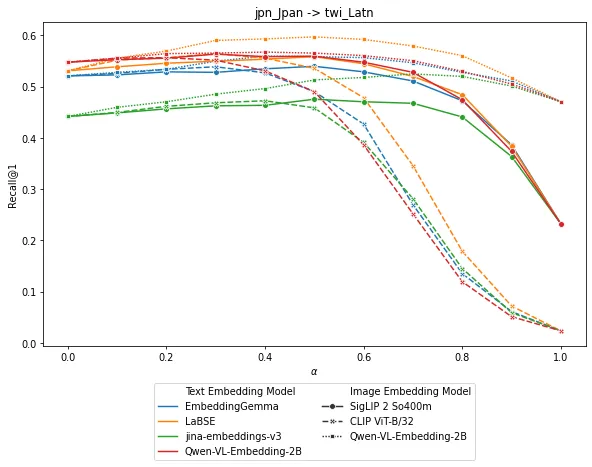 jpn_Jpan -> twi_Latn
0.6
0.5
0.4
0.3
0.2
0.1
0.0
Recall@1
0.0 0.2 0.4 0.6 0.8 1.0
α
Text Embedding Model Image Embedding Model
EmbeddingGemma SigLIP 2 So400m
LaBSE CLIP ViT-B/32
jina-embeddings-v3 Qwen-VL-Embedding-2B
Qwen-VL-Embedding-2B